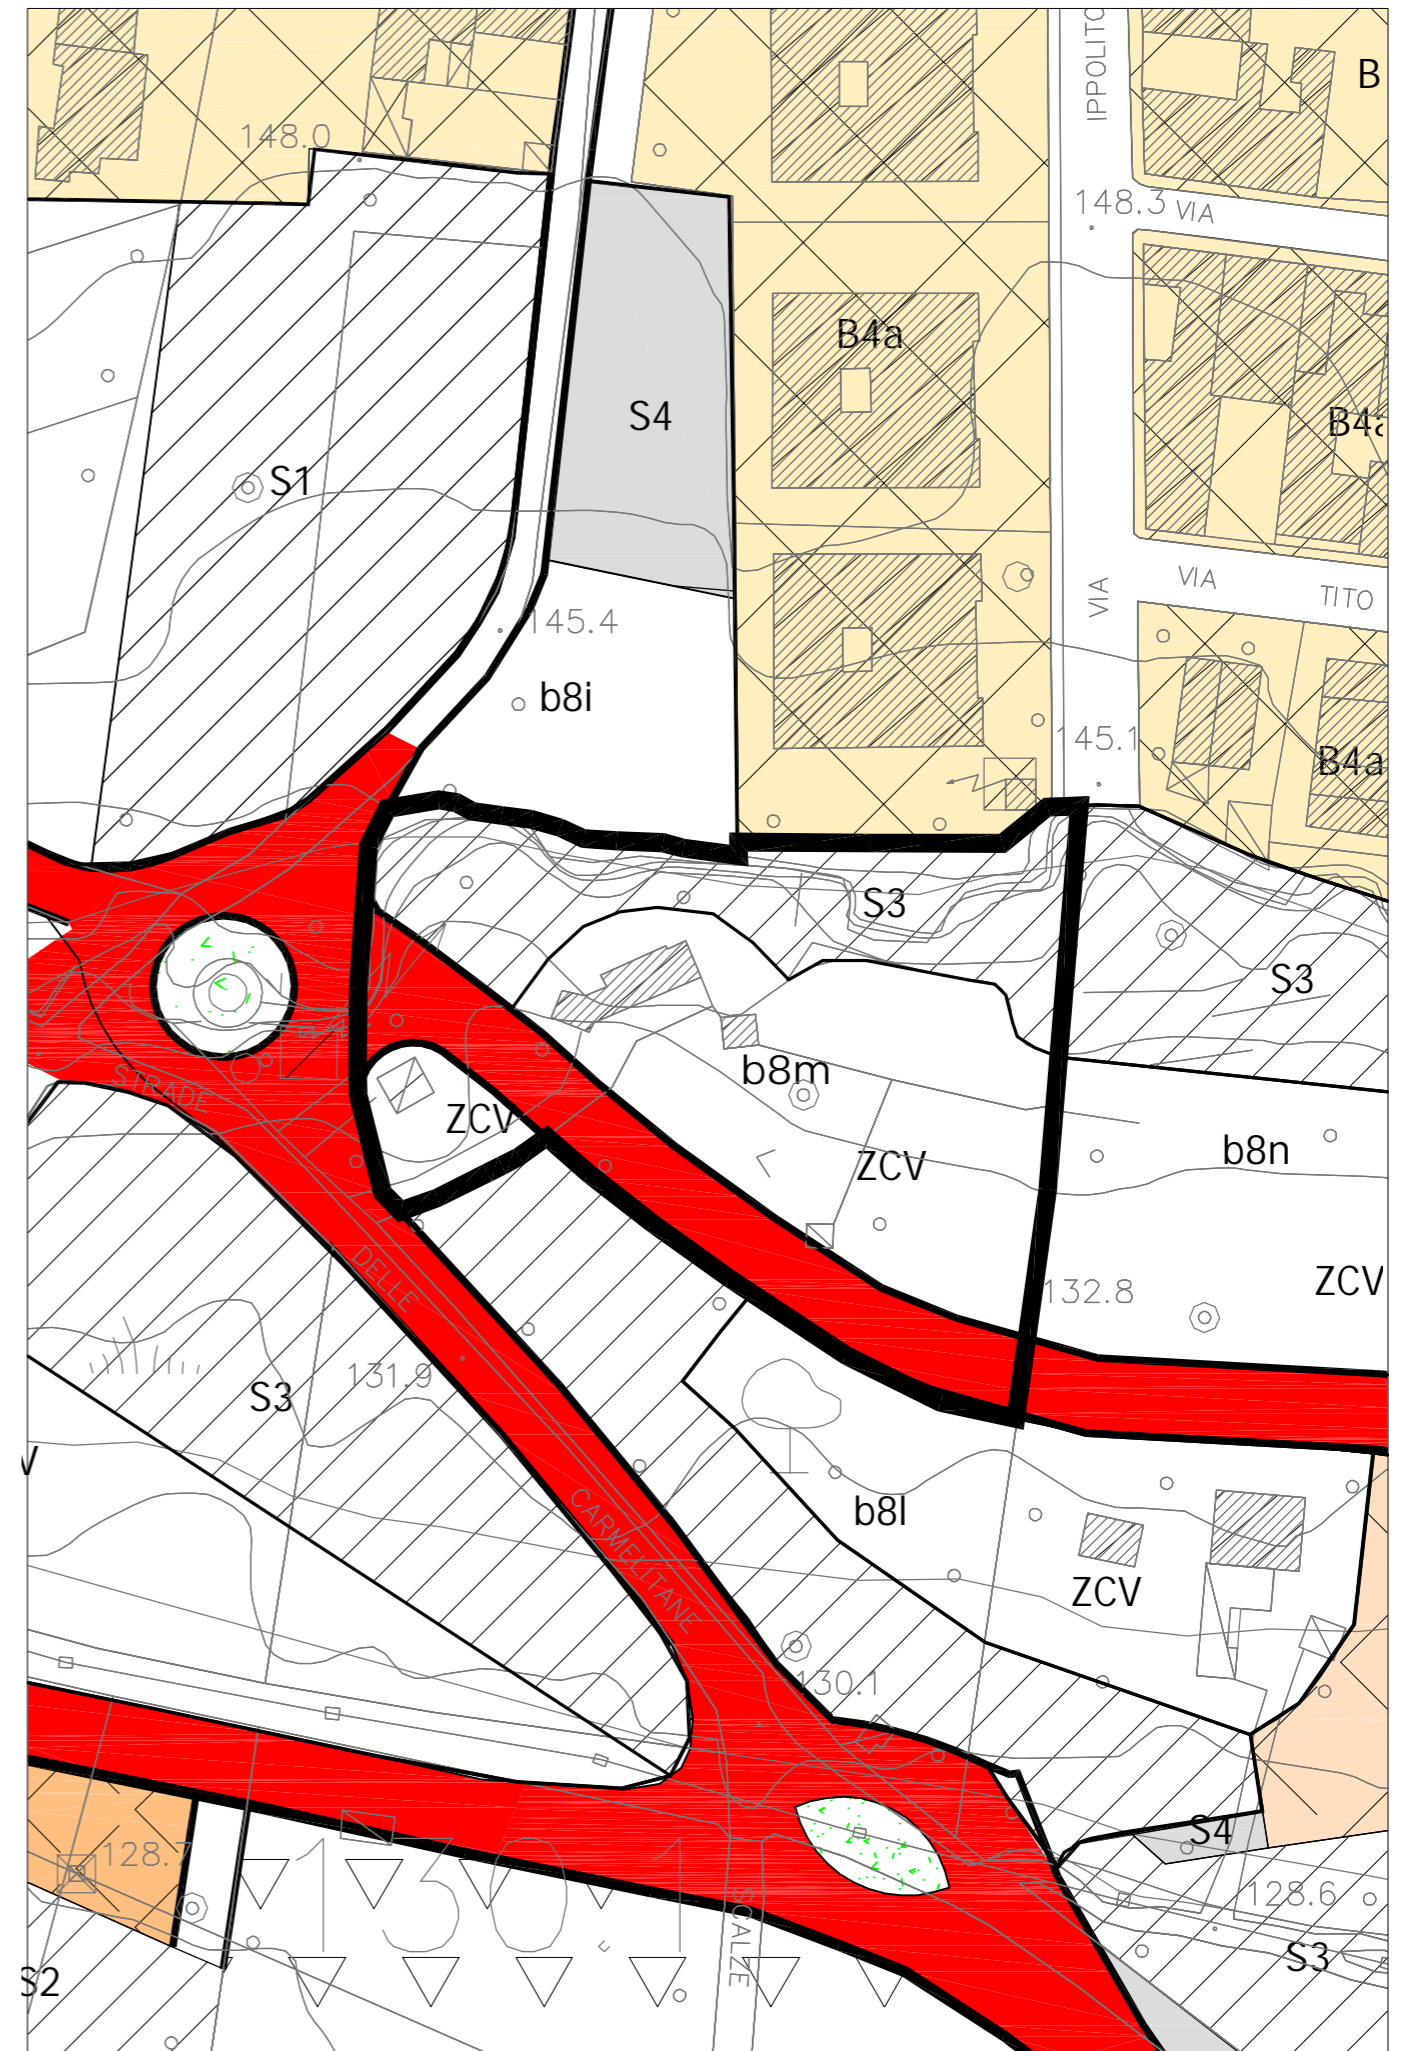 IPPOLITO
B
148.0
148.3
VIA
B4a
S4
B4a
S1
VIA
VIA
TITO
145.4
b8i
145.1
B4a
S3
S3
b8m
STRADE
ZCV
b8n
ZCV
DELLE
ZCV
132.8
131.9
S3
V
CARMELITANE
b8l
ZCV
130.1
S4
128.7
130.1
128.6
SCALZE
S3
S2